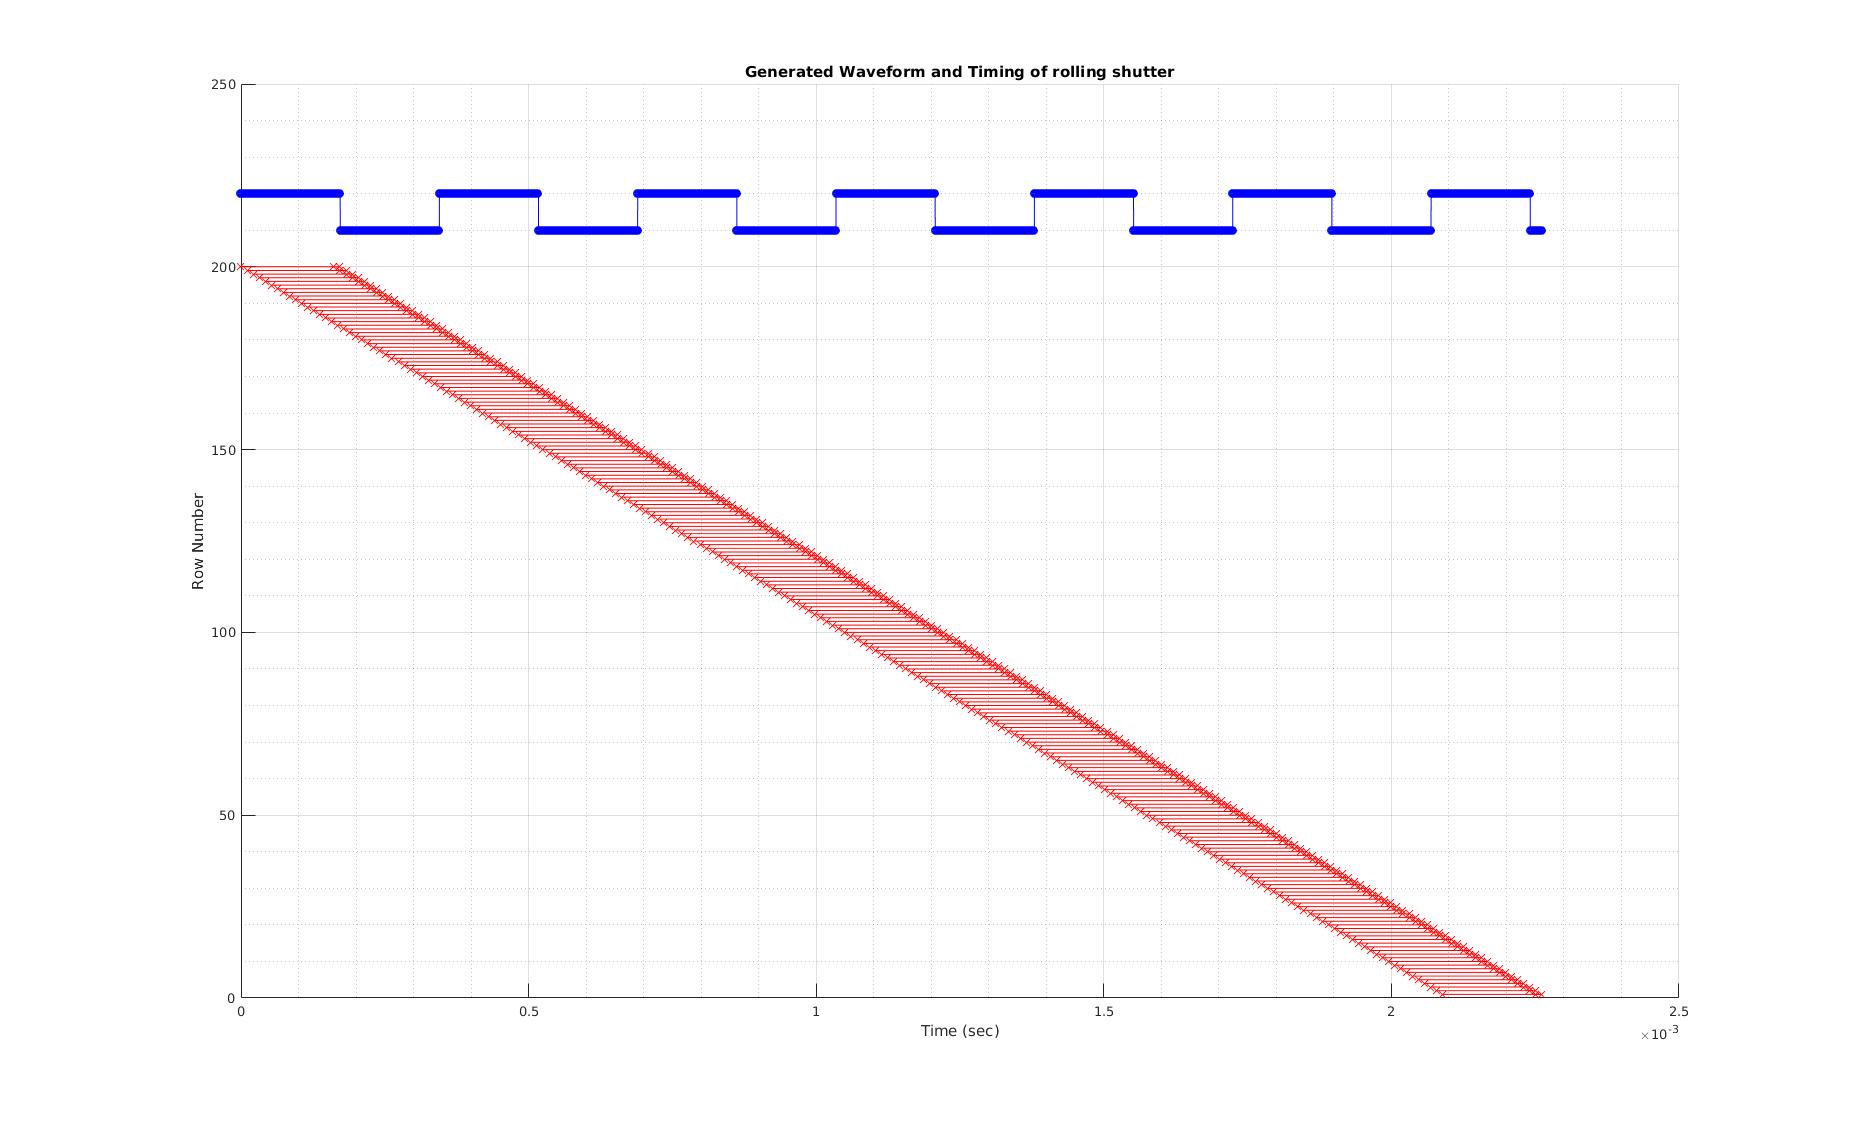 Generated Waveform and Timing of rolling shutter
250
200
150
100
50
0
Row Number
0 0.5 1 1.5 2 2.5
Time (sec)
×10-3